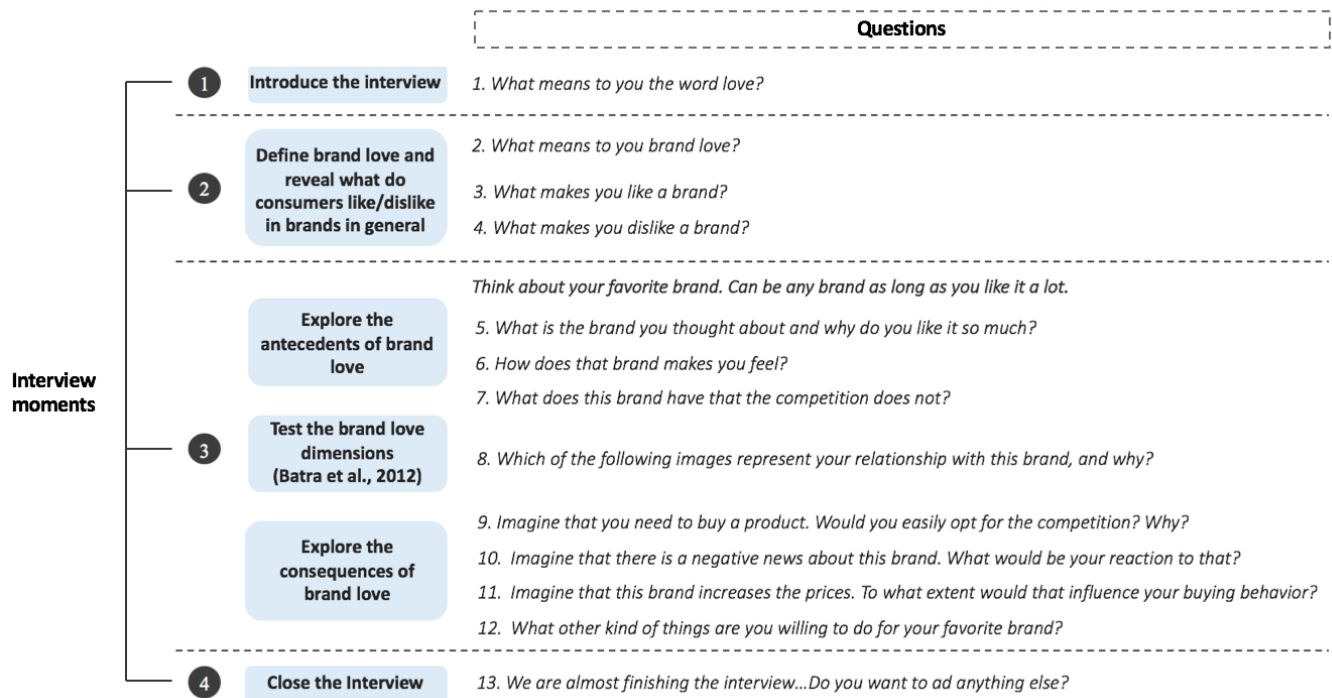 Questions
1
Introduce the interview
1. What means to you the word love?
2
Define brand love and
reveal what do
consumers like/dislike
in brands in general
2. What means to you brand love?
3. What makes you like a brand?
4. What makes you dislike a brand?
Interview
moments
3
Think about your favorite brand. Can be any brand as long as you like it a lot.
Explore the
antecedents of brand
love
5. What is the brand you thought about and why do you like it so much?
6. How does that brand makes you feel?
7. What does this brand have that the competition does not?
Test the brand love
dimensions
(Batra et al., 2012)
8. Which of the following images represent your relationship with this brand, and why?
Explore the
consequences of
brand love
9. Imagine that you need to buy a product. Would you easily opt for the competition? Why?
10. Imagine that there is a negative news about this brand. What would be your reaction to that?
11. Imagine that this brand increases the prices. To what extent would that influence your buying behavior?
12. What other kind of things are you willing to do for your favorite brand?
4
Close the Interview
13. We are almost finishing the interview...Do you want to ad anything else?